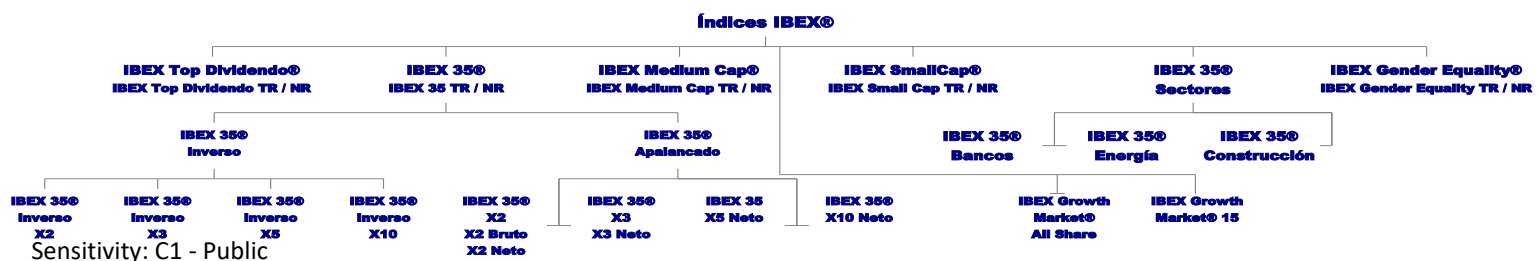 Índices IBEX®
IBEX Top Dividendo®
IBEX Top Dividendo TR / NR
IBEX 35®
IBEX 35 TR / NR
IBEX Medium Cap®
IBEX Medium Cap TR / NR
IBEX SmallCap®
IBEX Small Cap TR / NR
IBEX 35®
Sectores
IBEX Gender Equality®
IBEX Gender Equality TR / NR
IBEX 35®
Inverso
IBEX 35®
Apalancado
IBEX 35®
Bancos
IBEX 35®
Energía
IBEX 35®
Construcción
IBEX 35®
Inverso
X2
IBEX 35®
Inverso
X3
IBEX 35®
Inverso
X5
IBEX 35®
Inverso
X10
IBEX 35®
X2
X2 Bruto
X2 Neto
IBEX 35®
X3
X3 Neto
IBEX 35
X5 Neto
IBEX 35®
X10 Neto
IBEX Growth
Market®
All Share
IBEX Growth
Market® 15
Sensitivity: C1 - Public